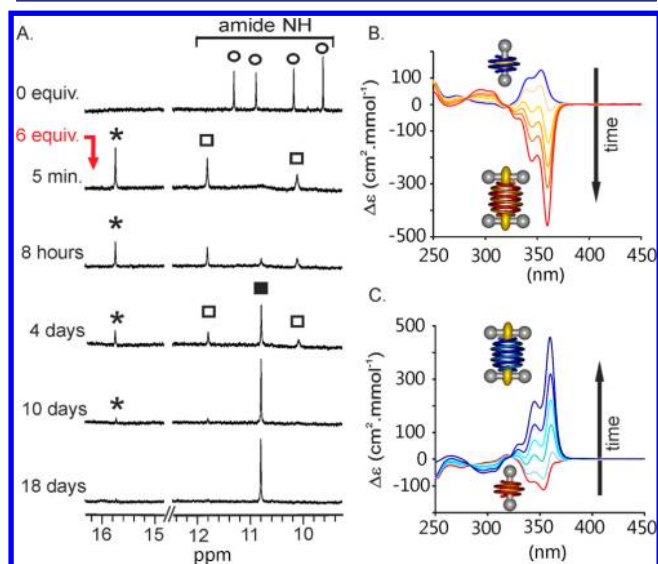 A.
amide NH
0 equiv.
6 equiv.
5 min.
8 hours
4 days
10 days
18 days
16 15 12 11 10
ppm
B.
100
0
-100
-200
-300
-400
-500
Δε (cm².mmol⁻¹)
time
250 300 350 400 450
(nm)
C.
500
300
100
0
-100
Δε (cm².mmol⁻¹)
time
250 300 350 400 450
(nm)